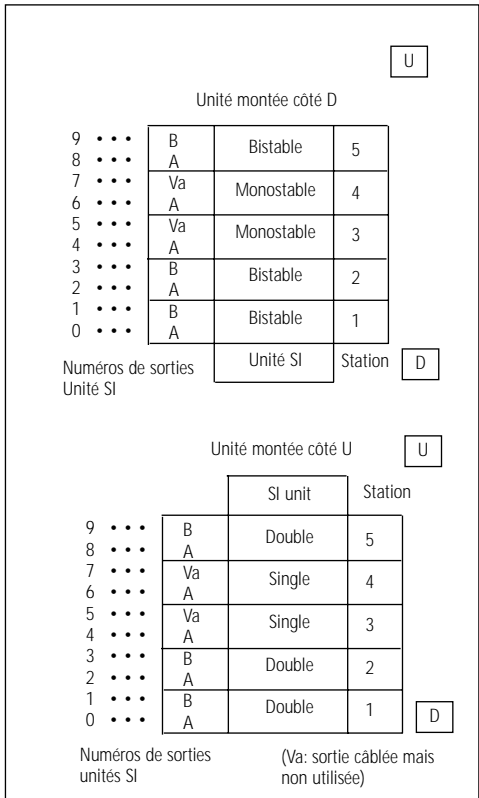 U
Unité montée côté D
9 ••• B
Bistable 5
8 ••• A
7 ••• Va
Monostable 4
6 ••• A
5 ••• Va
Monostable 3
4 ••• A
3 ••• B
Bistable 2
2 ••• A
1 ••• B
Bistable 1
0 ••• A
Numéros de sorties
Unité SI
Unité SI Station D
Unité montée côté U U
SI unit Station
9 ••• B
Double 5
8 ••• A
7 ••• Va
Single 4
6 ••• A
5 ••• Va
Single 3
4 ••• A
3 ••• B
Double 2
2 ••• A
1 ••• B
Double 1
0 ••• A
D
Numéros de sorties
unités SI
(Va: sortie câblée mais
non utilisée)